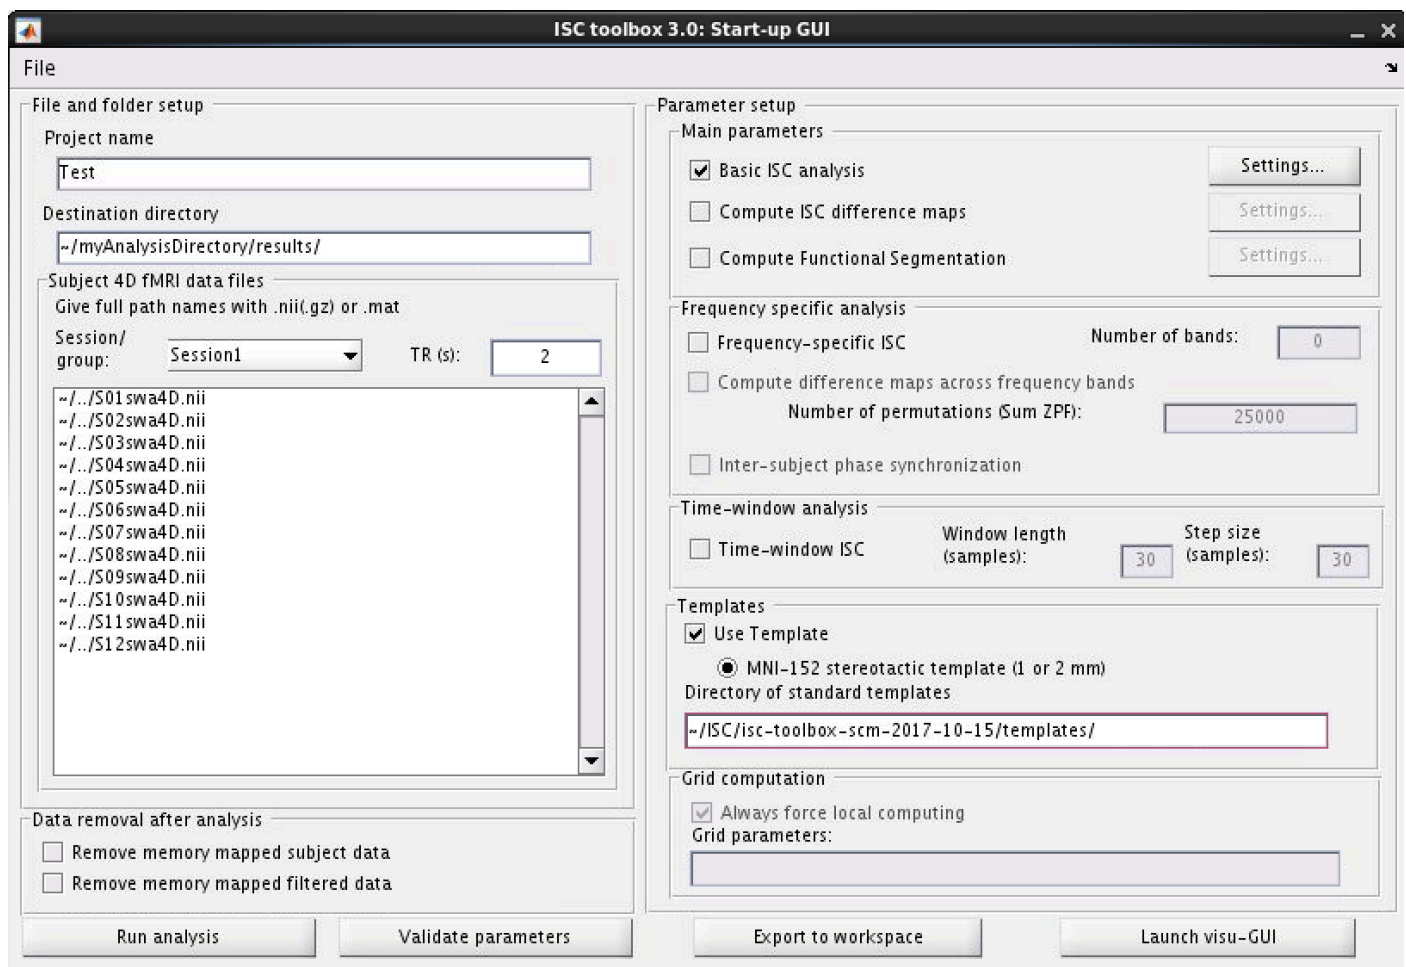 ISC toolbox 3.0: Start-up GUI
File
File and folder setup
Project name
Test
Destination directory
~/myAnalysisDirectory/results/
Subject 4D fMRI data files
Give full path names with .nii(.gz) or .mat
Session/
group:
Session1
TR (s):
2
~/../S01swa4D.nii
~/../S02swa4D.nii
~/../S03swa4D.nii
~/../S04swa4D.nii
~/../S05swa4D.nii
~/../S06swa4D.nii
~/../S07swa4D.nii
~/../S08swa4D.nii
~/../S09swa4D.nii
~/../S10swa4D.nii
~/../S11swa4D.nii
~/../S12swa4D.nii
Data removal after analysis
Remove memory mapped subject data
Remove memory mapped filtered data
Run analysis
Validate parameters
Parameter setup
Main parameters
Basic ISC analysis
Settings...
Compute ISC difference maps
Settings...
Compute Functional Segmentation
Settings...
Frequency specific analysis
Frequency-specific ISC
Number of bands:
0
Compute difference maps across frequency bands
Number of permutations (Sum ZPF):
25000
Inter-subject phase synchronization
Time-window analysis
Time-window ISC
Window length
(samples):
30
Step size
(samples):
30
Templates
Use Template
MNI-152 stereotactic template (1 or 2 mm)
Directory of standard templates
~/ISC/isc-toolbox-scm-2017-10-15/templates/
Grid computation
Always force local computing
Grid parameters:
Export to workspace
Launch visu-GUI